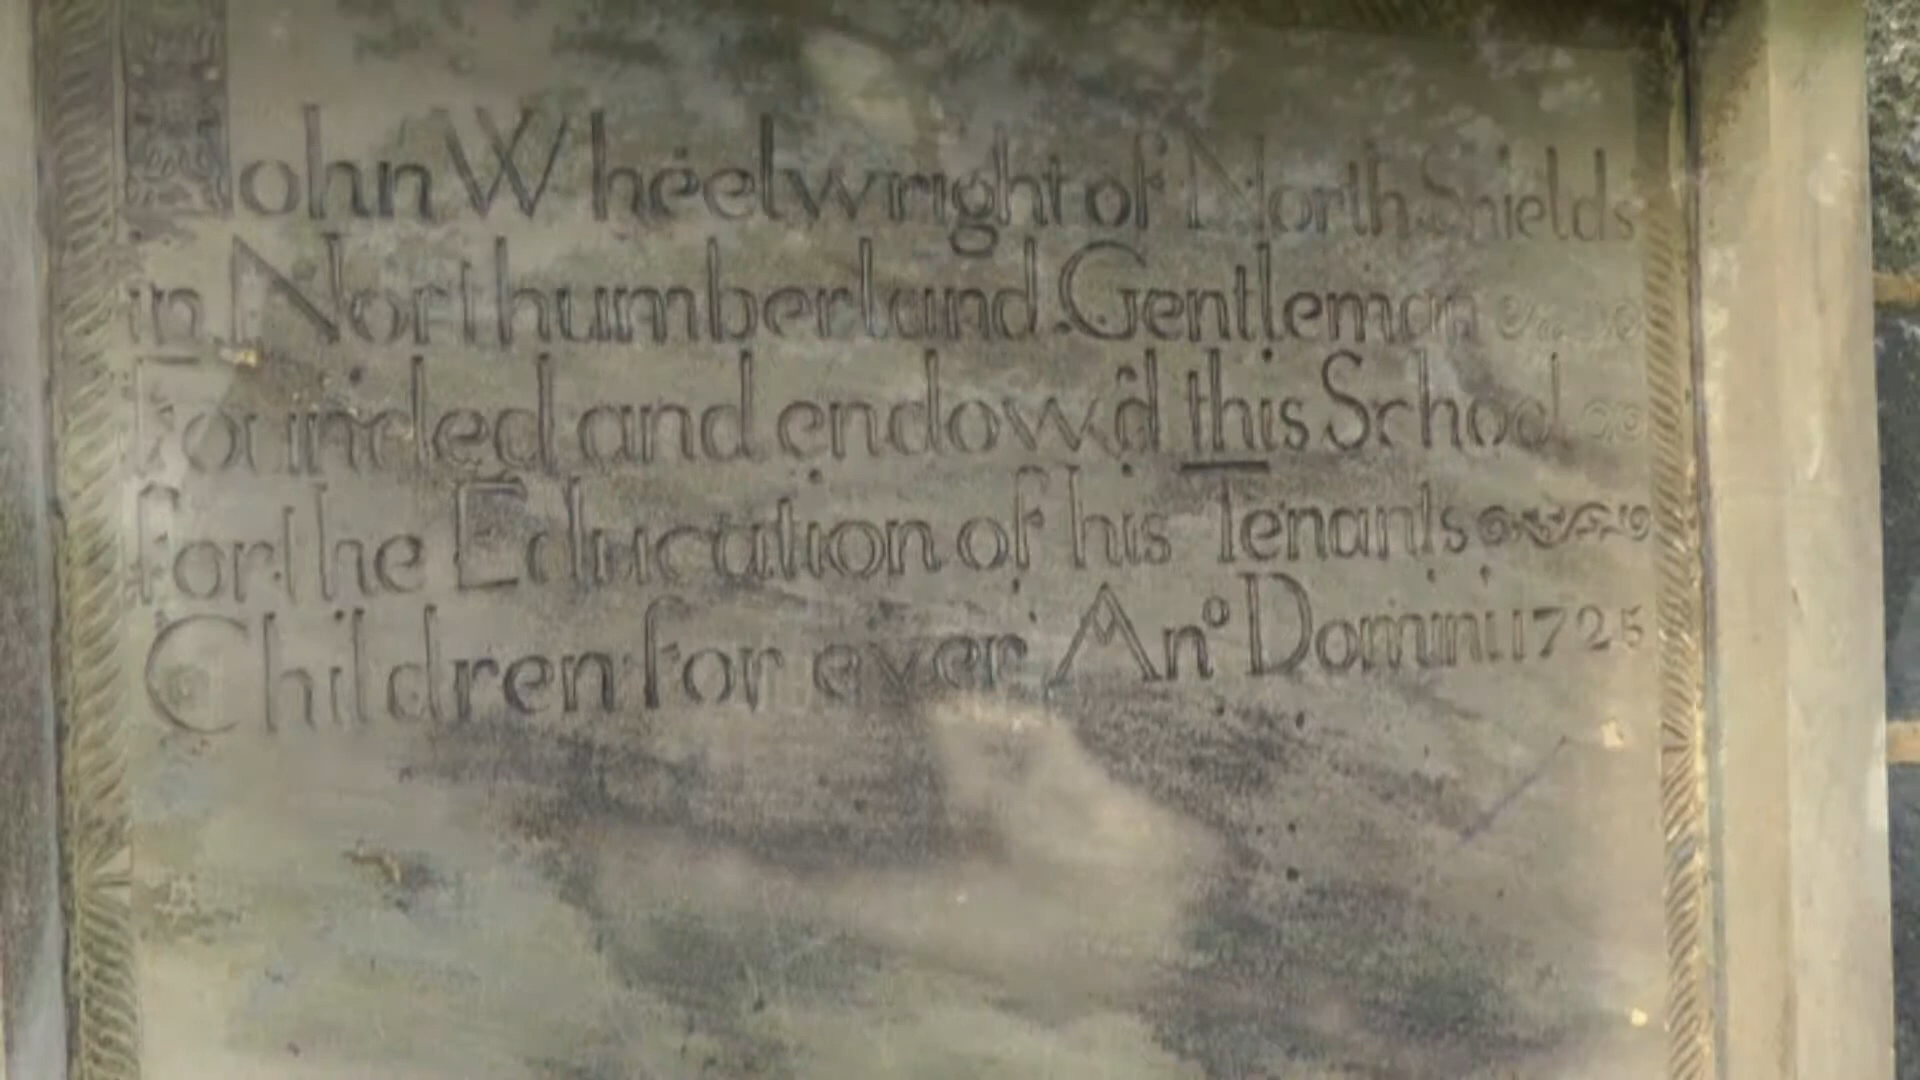 John Wheelwright of North Shields
in Northumberland Gentleman
Founded and endow'd this School
for the Education of his Tenants
Children for ever Anº Domini 1725